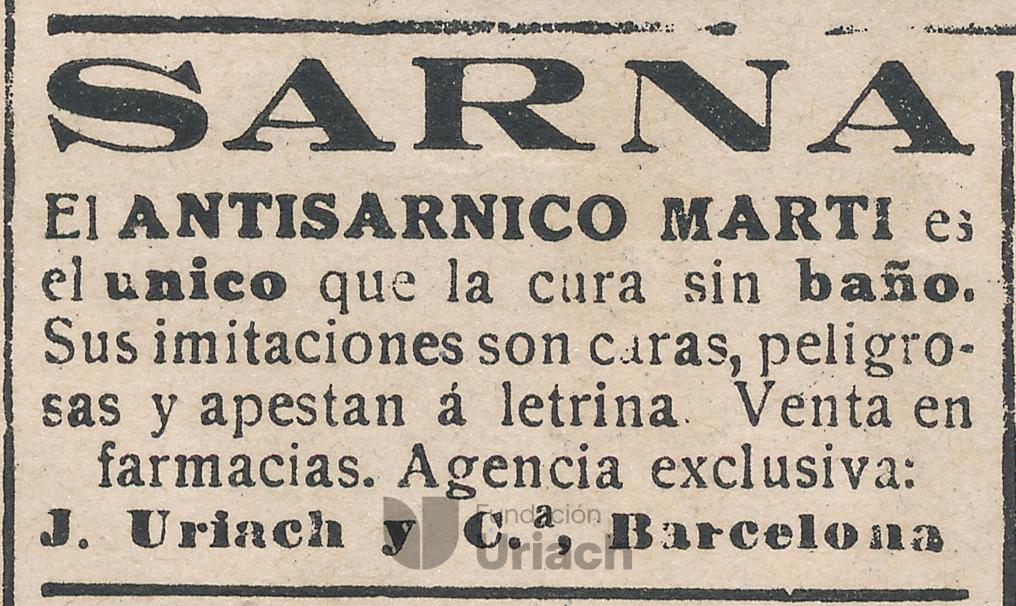 SARNA
El ANTISARNICO MARTI es
el unico que la cura sin baño.
Sus imitaciones son caras, peligro-
sas y apestan á letrina. Venta en
farmacias. Agencia exclusiva:
J. Uriach y C.ª, Barcelona
Fundación
Uriach